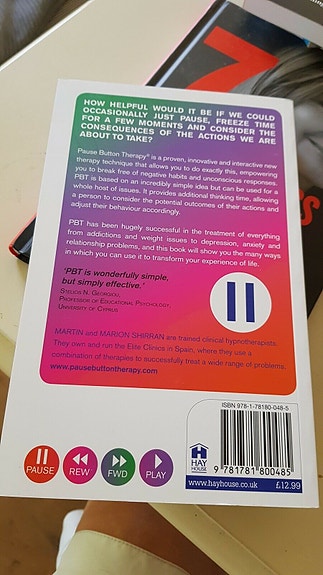 HOW HELPFUL WOULD IT BE IF WE COULD
OCCASIONALLY JUST PAUSE, FREEZE TIME
FOR A FEW MOMENTS AND CONSIDER THE
CONSEQUENCES OF THE ACTIONS WE ARE
ABOUT TO TAKE?
Pause Button Therapy® is a proven, innovative and interactive new
therapy technique that allows you to do exactly this, empowering
you to break free of negative habits and unconscious responses.
PBT is based on an incredibly simple idea but can be used for a
whole host of issues. It provides additional thinking time, allowing
a person to consider the potential outcomes of their actions and
adjust their behaviour accordingly.
PBT has been hugely successful in the treatment of everything
from addictions and weight issues to depression, anxiety and
relationship problems, and this book will show you the many ways
in which you can use it to transform your experience of life.
'PBT is wonderfully simple,
but simply effective.'
STELIOS N. GEORGIOU,
PROFESSOR OF EDUCATIONAL PSYCHOLOGY,
UNIVERSITY OF CYPRUS
MARTIN and MARION SHIRRAN are trained clinical hypnotherapists.
They own and run the Elite Clinics in Spain, where they use a
combination of therapies to successfully treat a wide range of problems.
www.pausebuttontherapy.com
ISBN 978-1-78180-048-5
9 781781 800485
HAY
HOUSE
www.hayhouse.co.uk £12.99
PAUSE REW FWD PLAY